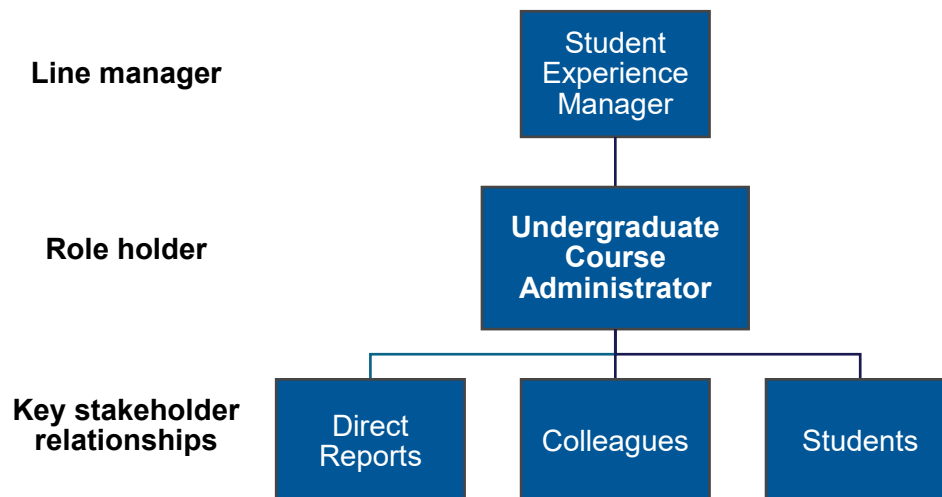 Line manager
Student
Experience
Manager
Role holder
Undergraduate
Course
Administrator
Key stakeholder
relationships
Direct
Reports
Colleagues
Students